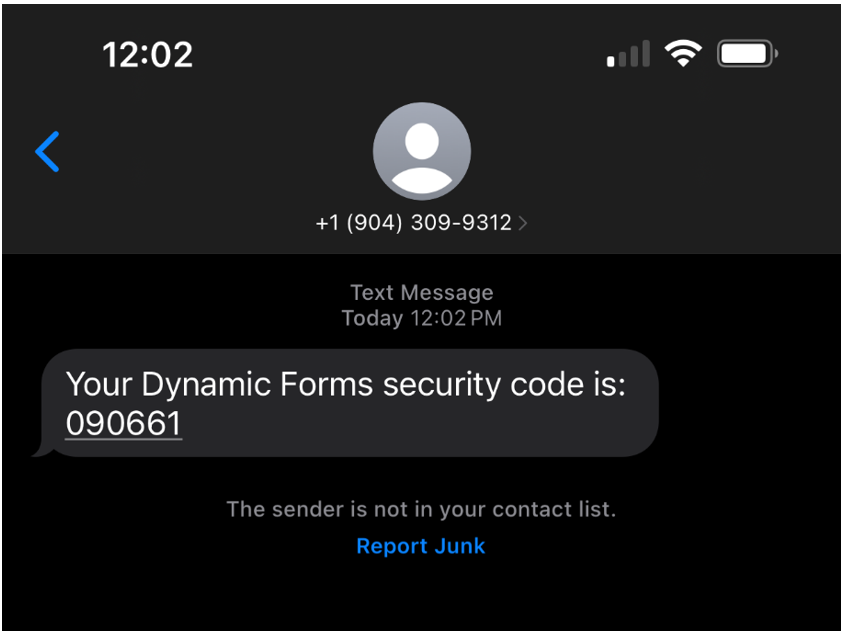 12:02
+1 (904) 309-9312
Text Message
Today 12:02 PM
Your Dynamic Forms security code is:
090661
The sender is not in your contact list.
Report Junk